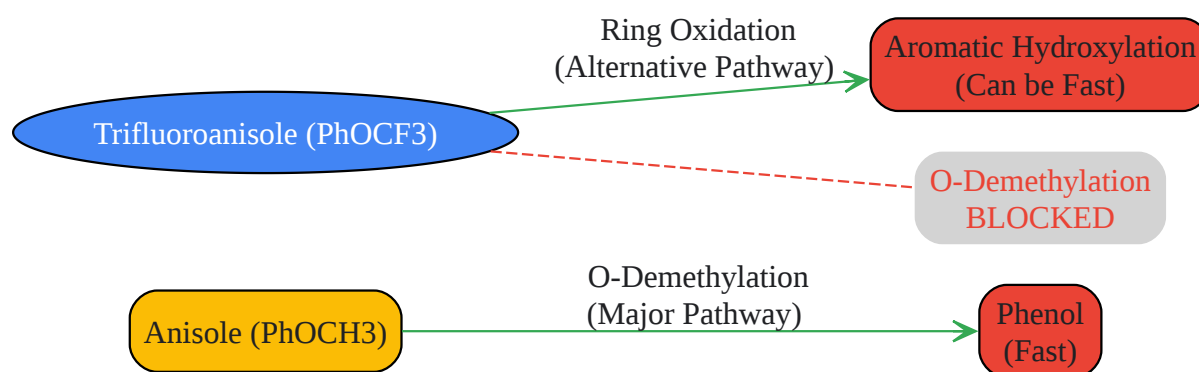 Ring Oxidation
(Alternative Pathway)
Aromatic Hydroxylation
(Can be Fast)
Trifluoroanisole (PhOCF3)
O-Demethylation
BLOCKED
O-Demethylation
(Major Pathway)
Anisole (PhOCH3)
Phenol
(Fast)